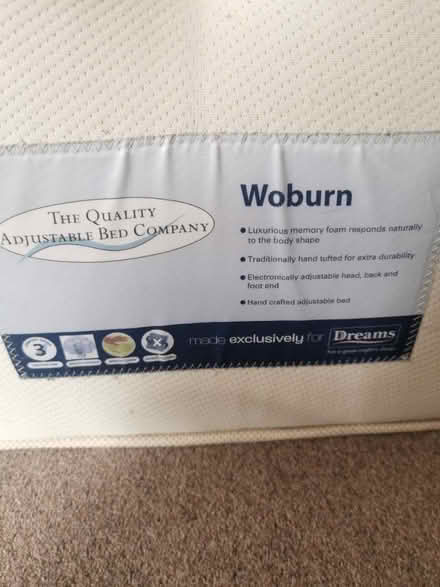 THE QUALITY
ADJUSTABLE BED COMPANY
Woburn
● Luxurious memory foam responds naturally
to the body shape
● Traditionally hand tufted for extra durability
● Electronically adjustable head, back and
foot end
● Hand crafted adjustable bed
3
X
made exclusively for Dreams